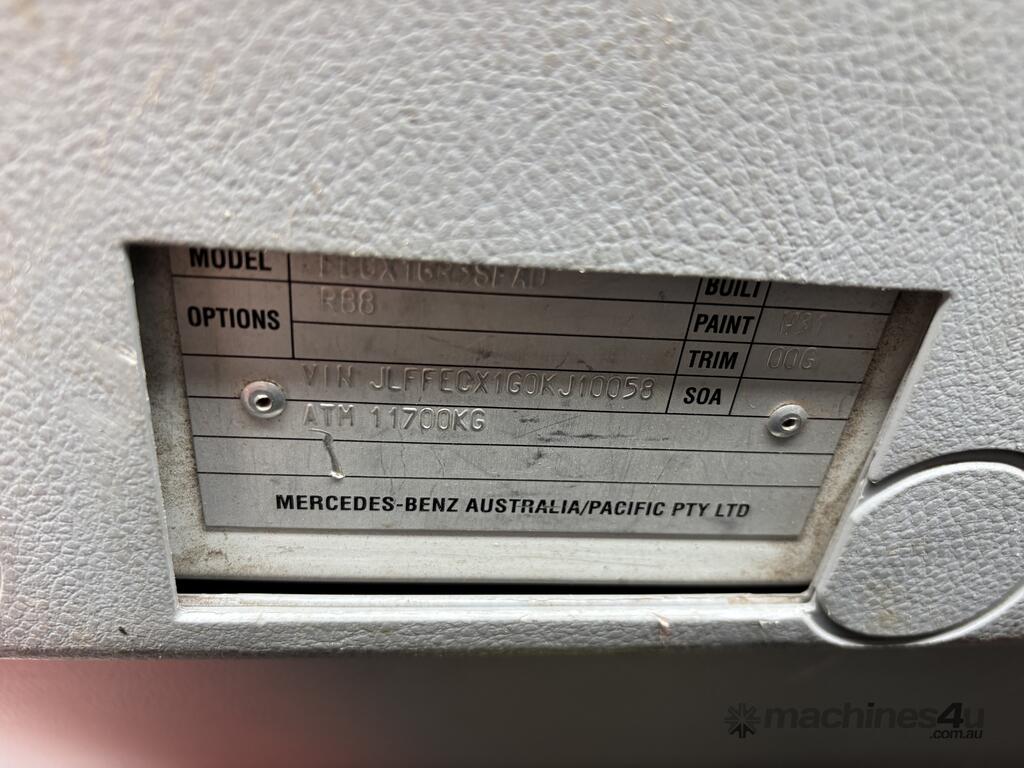 MODEL
BUILT
OPTIONS R88
PAINT
TRIM 00G
VIN JLFFECX1G0KJ10058
SOA
ATM 11700KG
MERCEDES-BENZ AUSTRALIA/PACIFIC PTY LTD
machines4u
.com.au